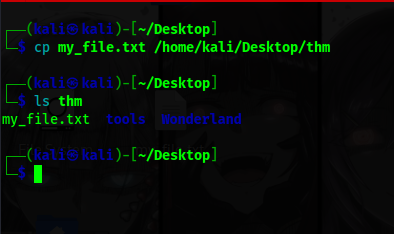 ┌──(kali㉿kali)-[~/Desktop]
└─$ cp my_file.txt /home/kali/Desktop/thm
┌──(kali㉿kali)-[~/Desktop]
└─$ ls thm
my_file.txt  tools  Wonderland
┌──(kali㉿kali)-[~/Desktop]
└─$